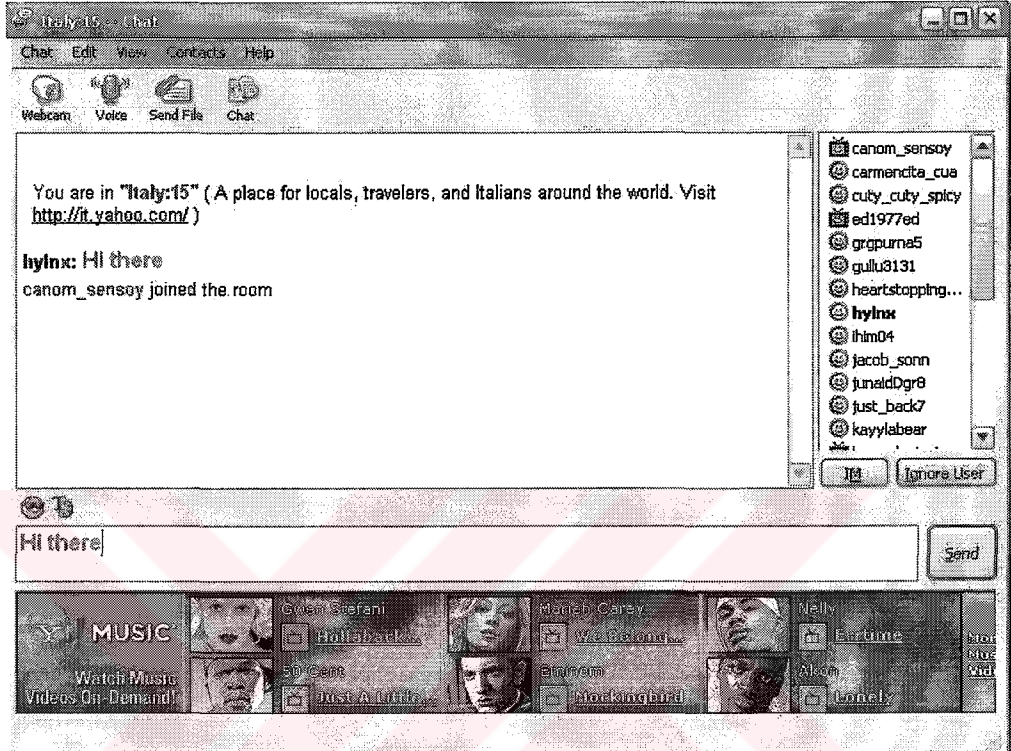 Italy:15 -- Chat
Chat Edit View Contacts Help
Webcam Voice Send File Chat
You are in "Italy:15" ( A place for locals, travelers, and Italians around the world. Visit
http://it.yahoo.com/ )
hylnx: Hi there
canom_sensoy joined the room
canom_sensoy
carmencita_cua
cuty_cuty_spicy
ed1977ed
grgpurna5
gullu3131
heartstopping...
hylnx
ihlm04
jacob_sonn
junaidDgr8
just_back7
kayylabear
IM Ignore User
Hi there
Send
Y! MUSIC
Watch Music
Videos On-Demand!
Gwen Stefani
Hollaback...
Mariah Carey
We Belong...
Nelly
Errtime
50 Cent
Just A Little...
Eminem
Mockingbird
Akon
Lonely